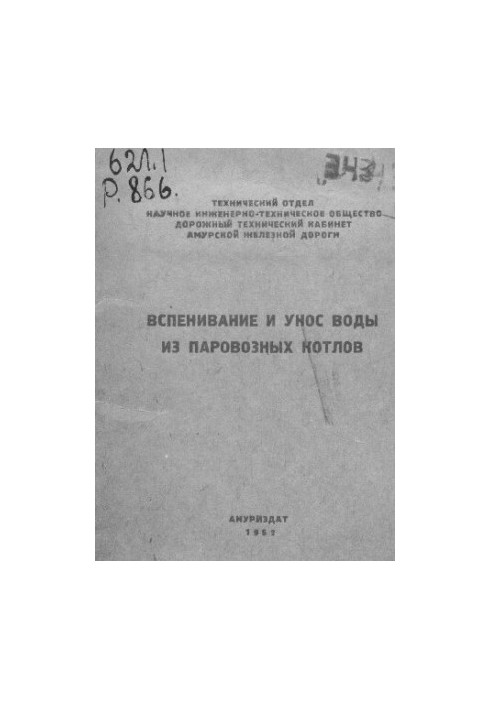 621.1
Р. 866.
343
ТЕХНИЧЕСКИЙ ОТДЕЛ
НАУЧНОЕ ИНЖЕНЕРНО-ТЕХНИЧЕСКОЕ ОБЩЕСТВО
ДОРОЖНЫЙ ТЕХНИЧЕСКИЙ КАБИНЕТ
АМУРСКОЙ ЖЕЛЕЗНОЙ ДОРОГИ
ВСПЕНИВАНИЕ И УНОС ВОДЫ
ИЗ ПАРОВОЗНЫХ КОТЛОВ
АМУРИЗДАТ